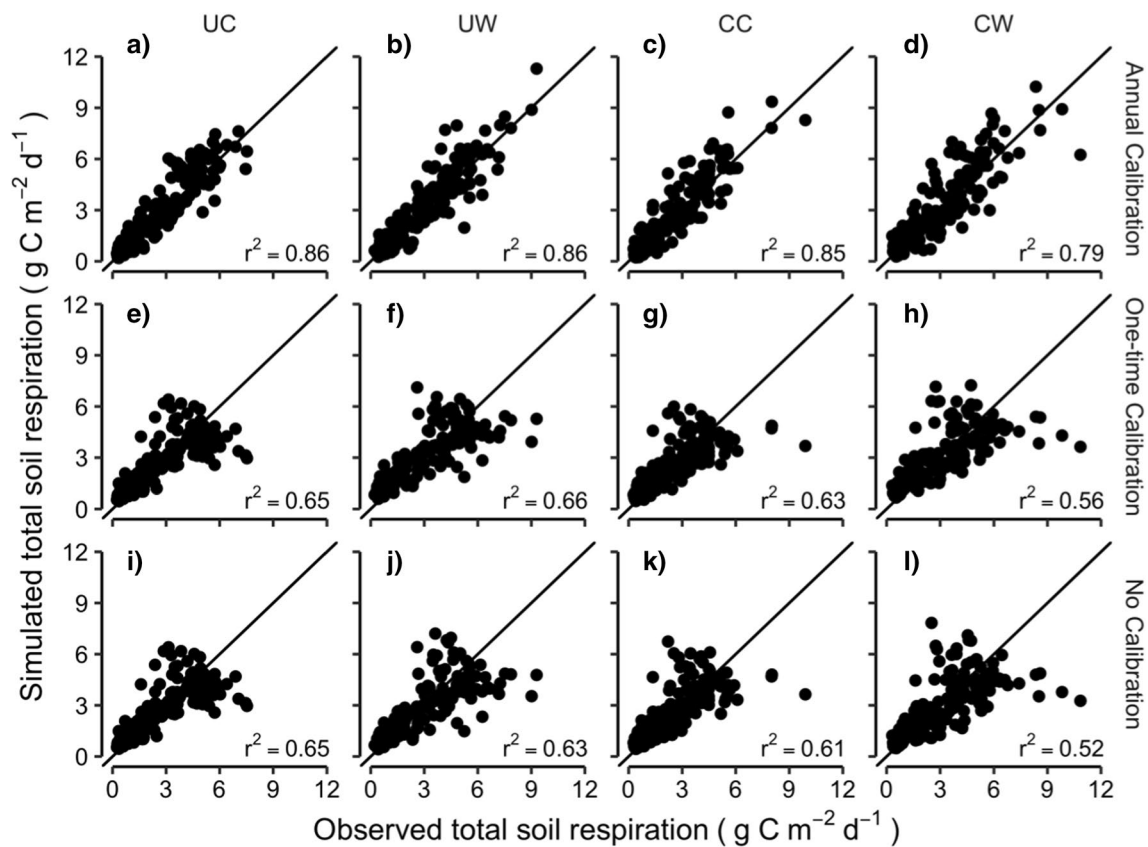 UC UW CC CW
a) b) c) d)
12
9
6
3
0
r² = 0.86 r² = 0.86 r² = 0.85 r² = 0.79
Annual Calibration
e) f) g) h)
12
9
6
3
0
r² = 0.65 r² = 0.66 r² = 0.63 r² = 0.56
One-time Calibration
i) j) k) l)
12
9
6
3
0
r² = 0.65 r² = 0.63 r² = 0.61 r² = 0.52
No Calibration
0 3 6 9 12 0 3 6 9 12 0 3 6 9 12 0 3 6 9 12
Simulated total soil respiration ( g C m⁻² d⁻¹ )
Observed total soil respiration ( g C m⁻² d⁻¹ )